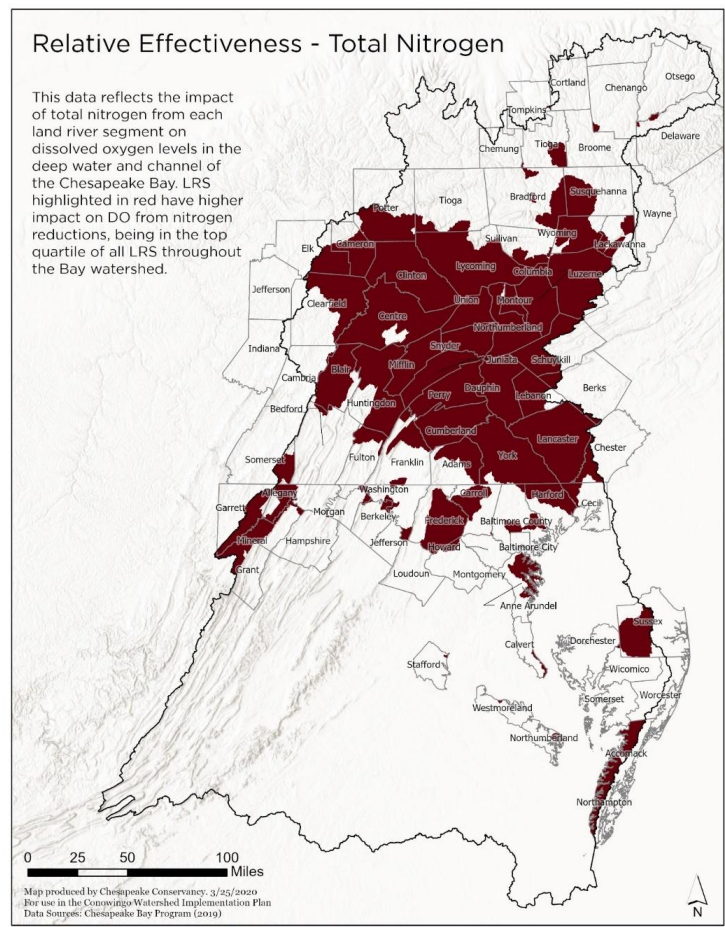 Relative Effectiveness - Total Nitrogen
This data reflects the impact
of total nitrogen from each
land river segment on
dissolved oxygen levels in the
deep water and channel of
the Chesapeake Bay. LRS
highlighted in red have higher
impact on DO from nitrogen
reductions, being in the top
quartile of all LRS throughout
the Bay watershed.
Cortland
Otsego
Chenango
Tompkins
Delaware
Chemung
Tioga
Broome
Tioga
Bradford
Susquehanna
Potter
Wayne
Elk
Cameron
Sullivan
Wyoming
Lackawanna
Clinton
Lycoming
Columbia
Luzerne
Jefferson
Clearfield
Union
Montour
Centre
Northumberland
Indiana
Snyder
Blair
Mifflin
Juniata
Schuylkill
Cambria
Huntingdon
Perry
Dauphin
Lebanon
Berks
Bedford
Cumberland
Lancaster
Somerset
Fulton
Franklin
Adams
York
Chester
Garrett
Allegany
Washington
Carroll
Harford
Cecil
Morgan
Berkeley
Frederick
Baltimore County
Mineral
Hampshire
Jefferson
Howard
Baltimore City
Grant
Loudoun
Montgomery
Anne Arundel
Sussex
Calvert
Dorchester
Stafford
Wicomico
Somerset
Worcester
Westmoreland
Northumberland
Accomack
Northampton
0 25 50 100
Miles
Map produced by Chesapeake Conservancy. 3/25/2020
For use in the Conowingo Watershed Implementation Plan
Data Sources: Chesapeake Bay Program (2019)
N